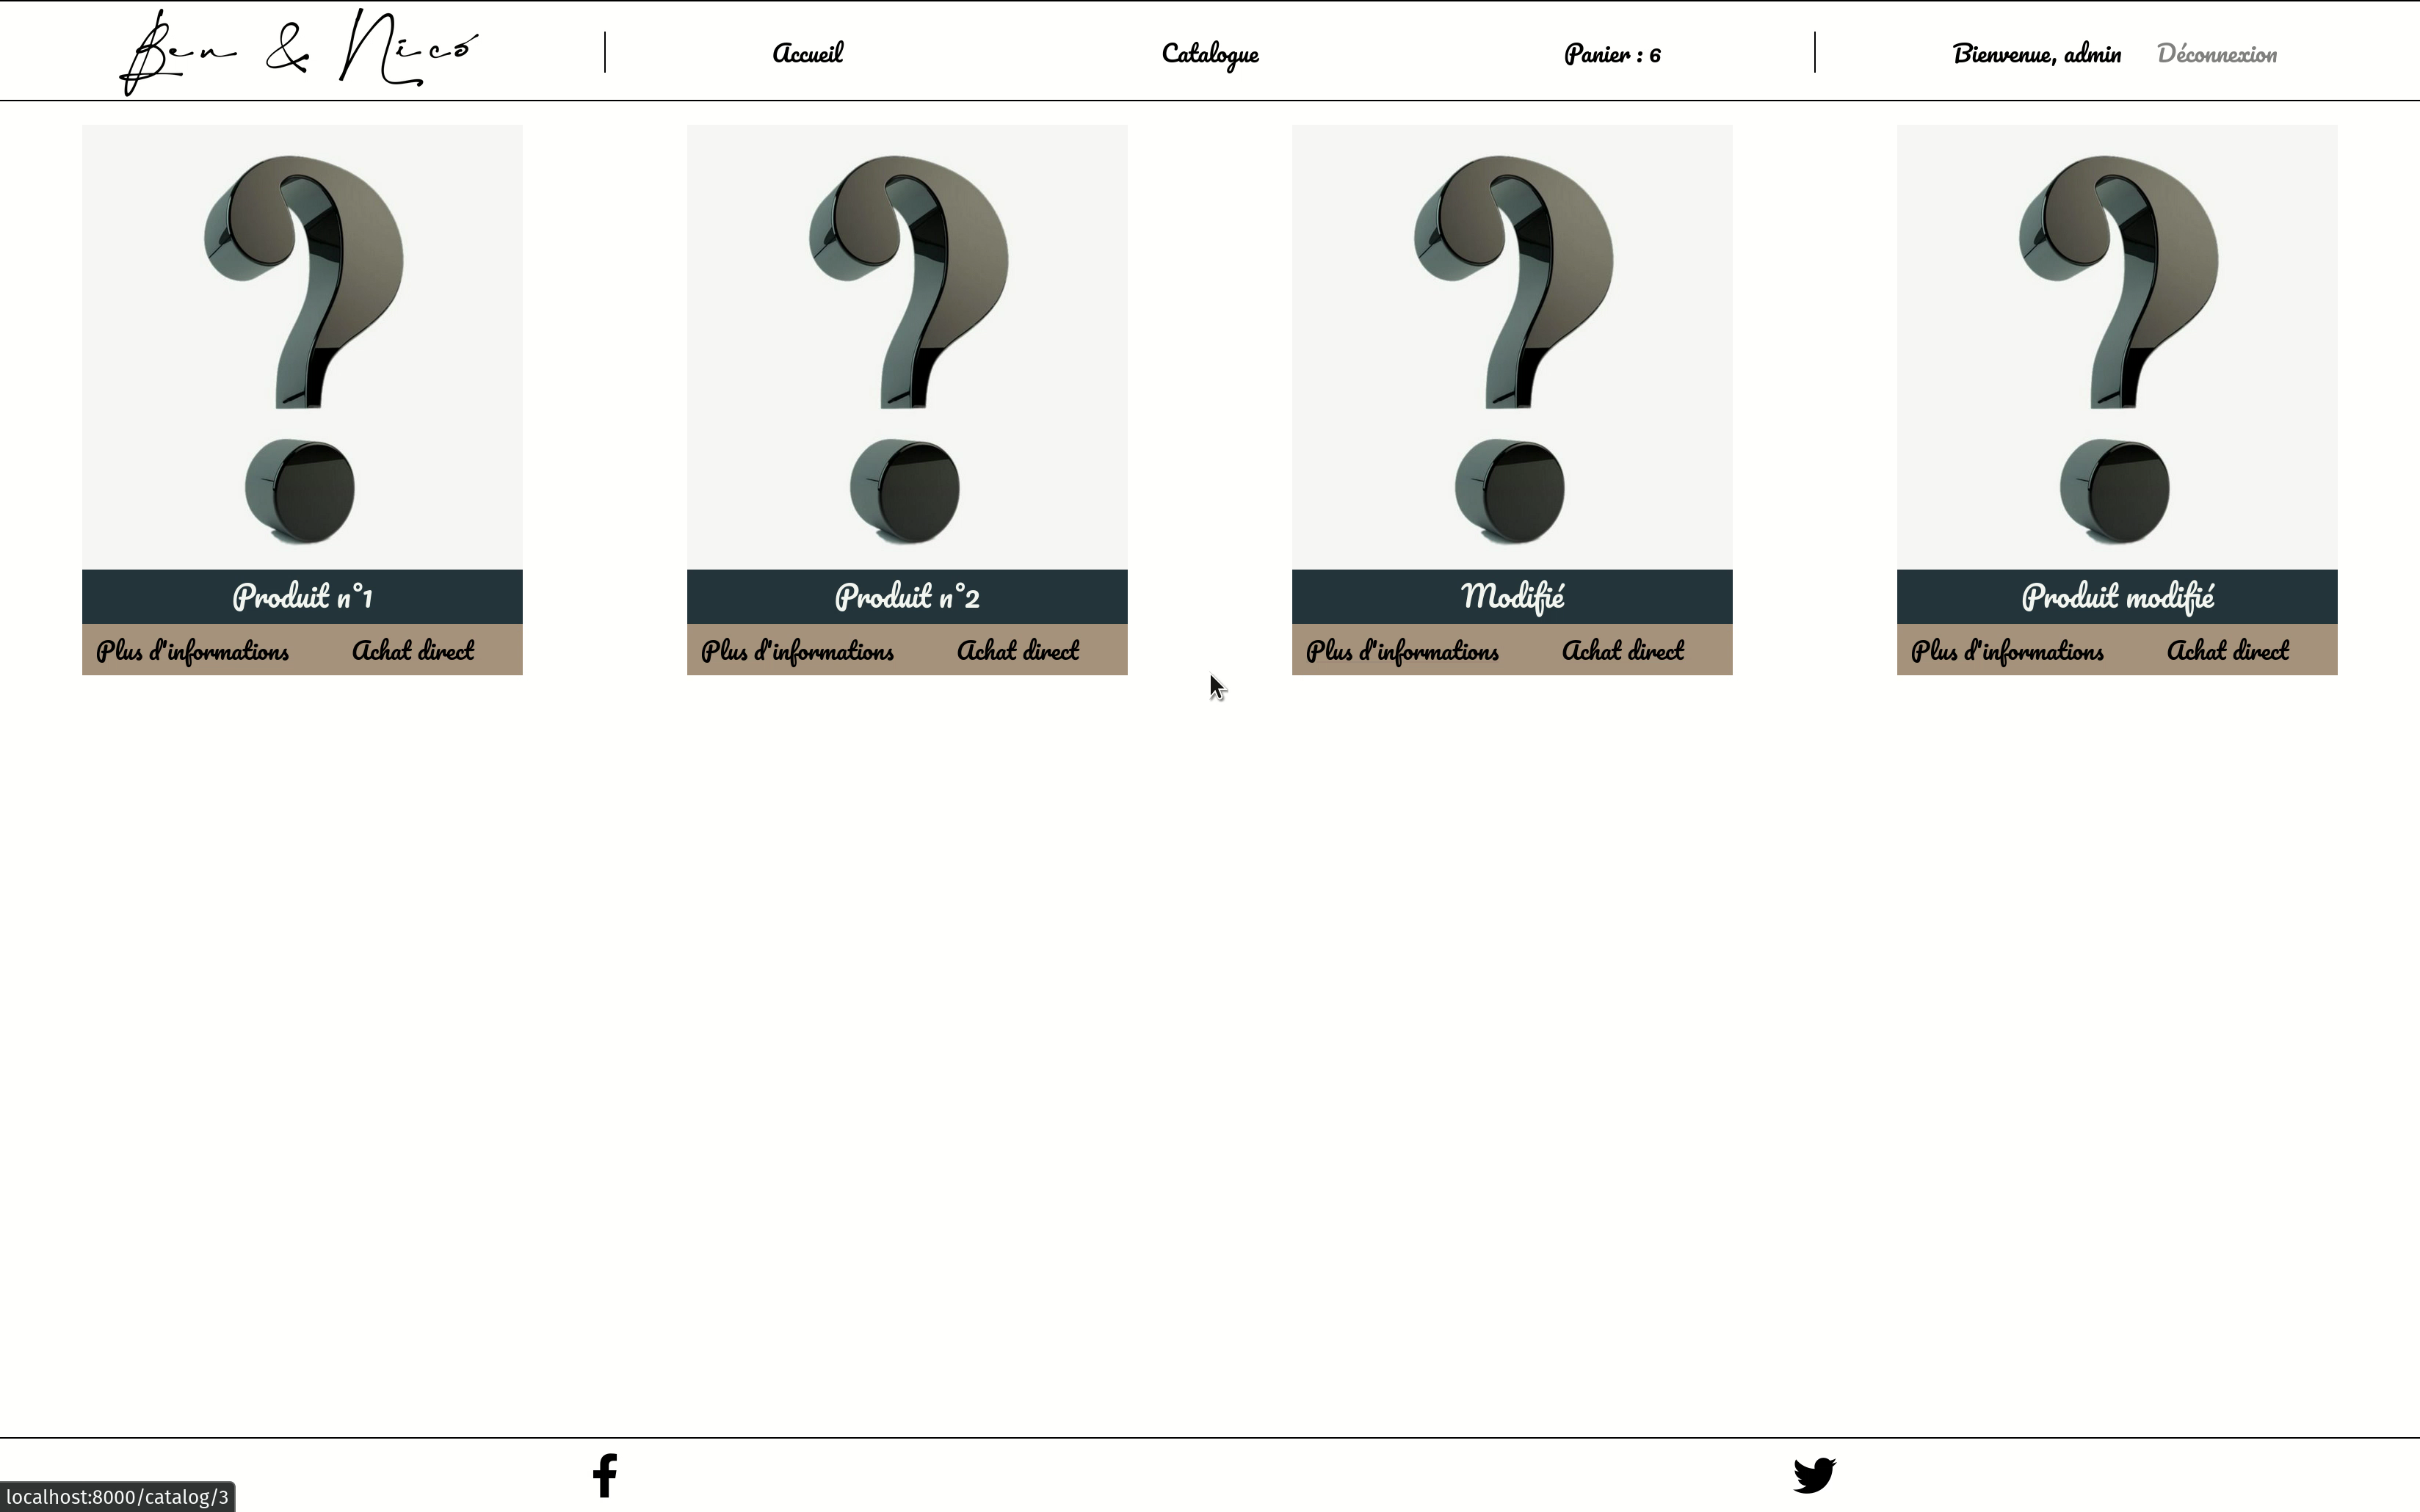 Ben & Nico
Accueil
Catalogue
Panier : 6
Bienvenue, admin
Déconnexion
Produit n°1
Plus d'informations
Achat direct
Produit n°2
Plus d'informations
Achat direct
Modifié
Plus d'informations
Achat direct
Produit modifié
Plus d'informations
Achat direct
localhost:8000/catalog/3